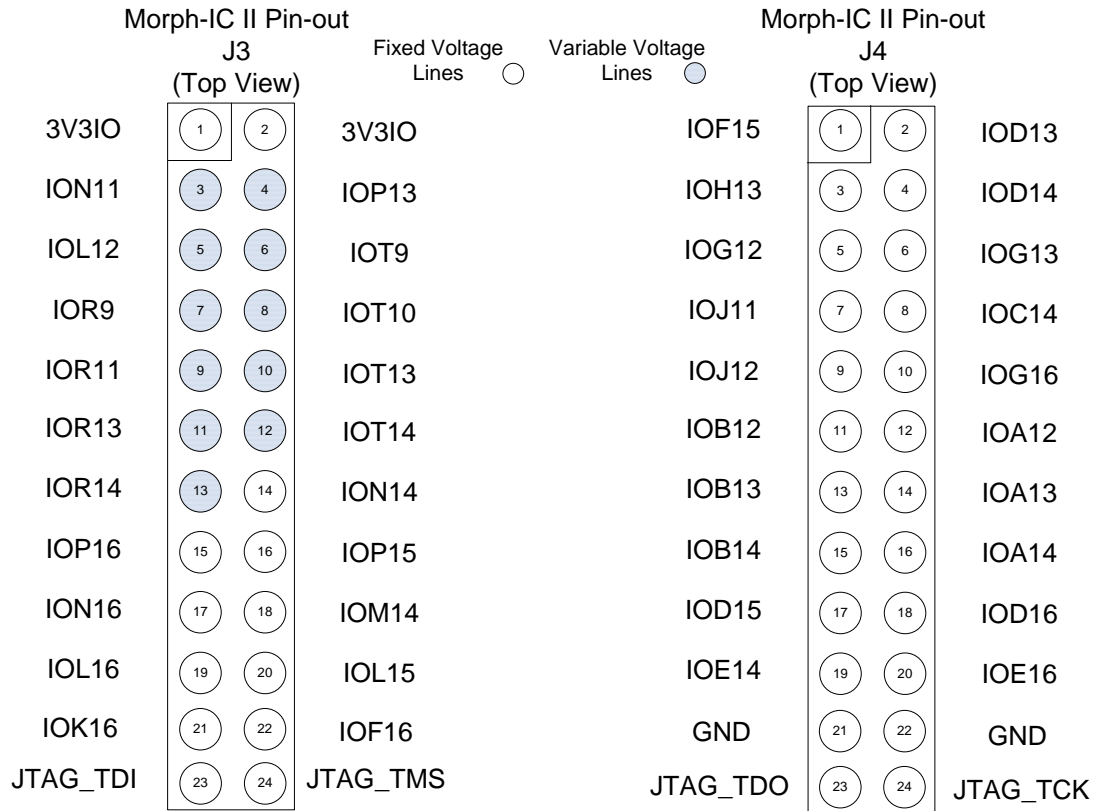 Morph-IC II Pin-out
J3
(Top View)
Fixed Voltage
Lines
Variable Voltage
Lines
Morph-IC II Pin-out
J4
(Top View)
3V3IO 1 2 3V3IO
ION11 3 4 IOP13
IOL12 5 6 IOT9
IOR9 7 8 IOT10
IOR11 9 10 IOT13
IOR13 11 12 IOT14
IOR14 13 14 ION14
IOP16 15 16 IOP15
ION16 17 18 IOM14
IOL16 19 20 IOL15
IOK16 21 22 IOF16
JTAG_TDI 23 24 JTAG_TMS
IOF15 1 2 IOD13
IOH13 3 4 IOD14
IOG12 5 6 IOG13
IOJ11 7 8 IOC14
IOJ12 9 10 IOG16
IOB12 11 12 IOA12
IOB13 13 14 IOA13
IOB14 15 16 IOA14
IOD15 17 18 IOD16
IOE14 19 20 IOE16
GND 21 22 GND
JTAG_TDO 23 24 JTAG_TCK